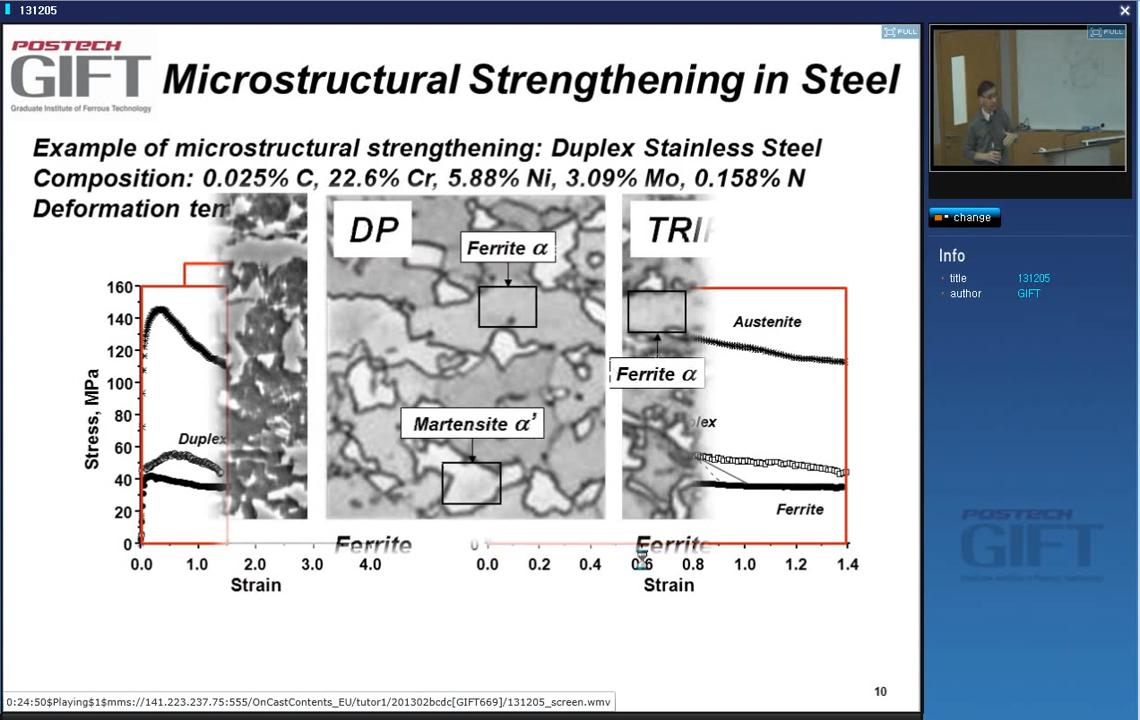 131205
FULL
FULL
POSTECH
GIFT
Graduate Institute of Ferrous Technology
Microstructural Strengthening in Steel
Example of microstructural strengthening: Duplex Stainless Steel
Composition: 0.025% C, 22.6% Cr, 5.88% Ni, 3.09% Mo, 0.158% N
Deformation tem
DP
TRIP
Ferrite α
Ferrite α
Martensite α’
Stress, MPa
160
140
120
100
80
60
40
20
0
Duplex
0.0 1.0 2.0 3.0 4.0
Strain
Ferrite
Austenite
plex
Ferrite
Ferrite
0
0.0 0.2 0.4 0.6 0.8 1.0 1.2 1.4
Strain
10
change
Info
title 131205
author GIFT
POSTECH
GIFT
0:24:50$Playing$1$mms://141.223.237.75:555/OnCastContents_EU/tutor1/201302bcdc[GIFT669]/131205_screen.wmv